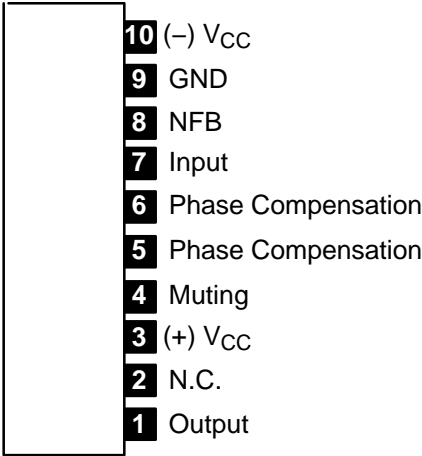 10 (–) VCC
9 GND
8 NFB
7 Input
6 Phase Compensation
5 Phase Compensation
4 Muting
3 (+) VCC
2 N.C.
1 Output